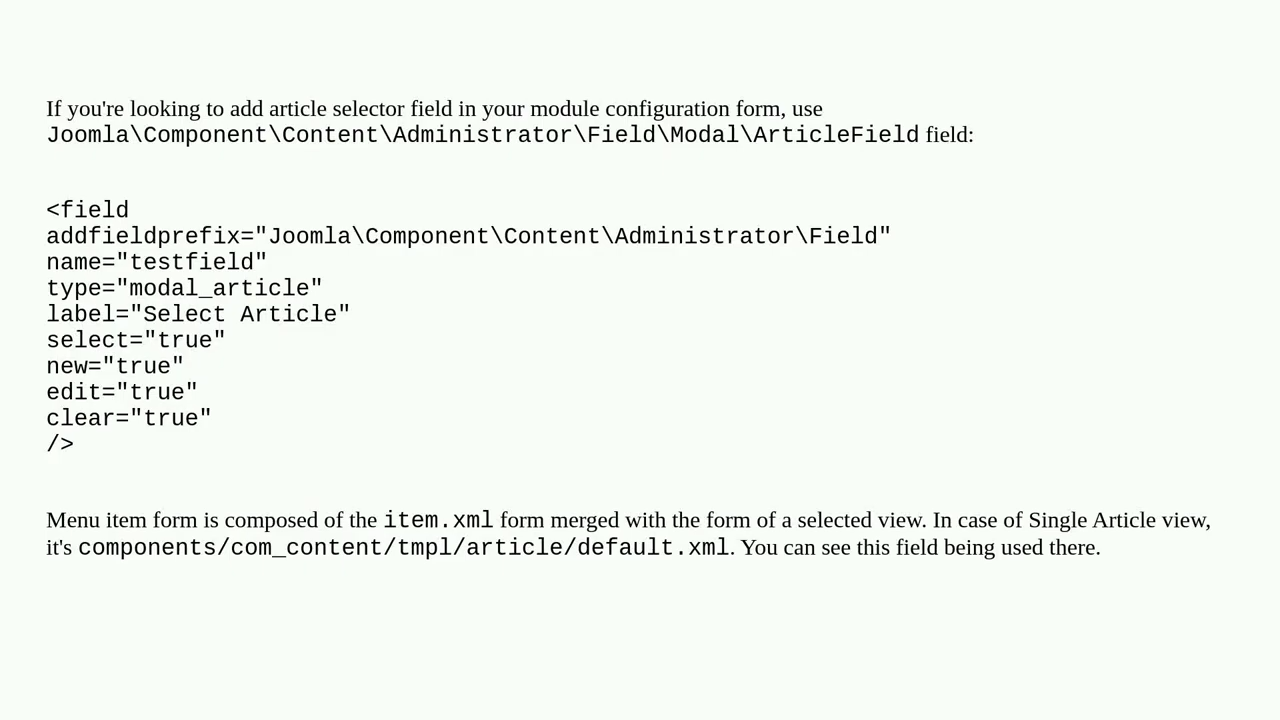 If you're looking to add article selector field in your module configuration form, use
Joomla\Component\Content\Administrator\Field\Modal\ArticleField field:
<field
addfieldprefix="Joomla\Component\Content\Administrator\Field"
name="testfield"
type="modal_article"
label="Select Article"
select="true"
new="true"
edit="true"
clear="true"
/>
Menu item form is composed of the item.xml form merged with the form of a selected view. In case of Single Article view,
it's components/com_content/tmpl/article/default.xml. You can see this field being used there.